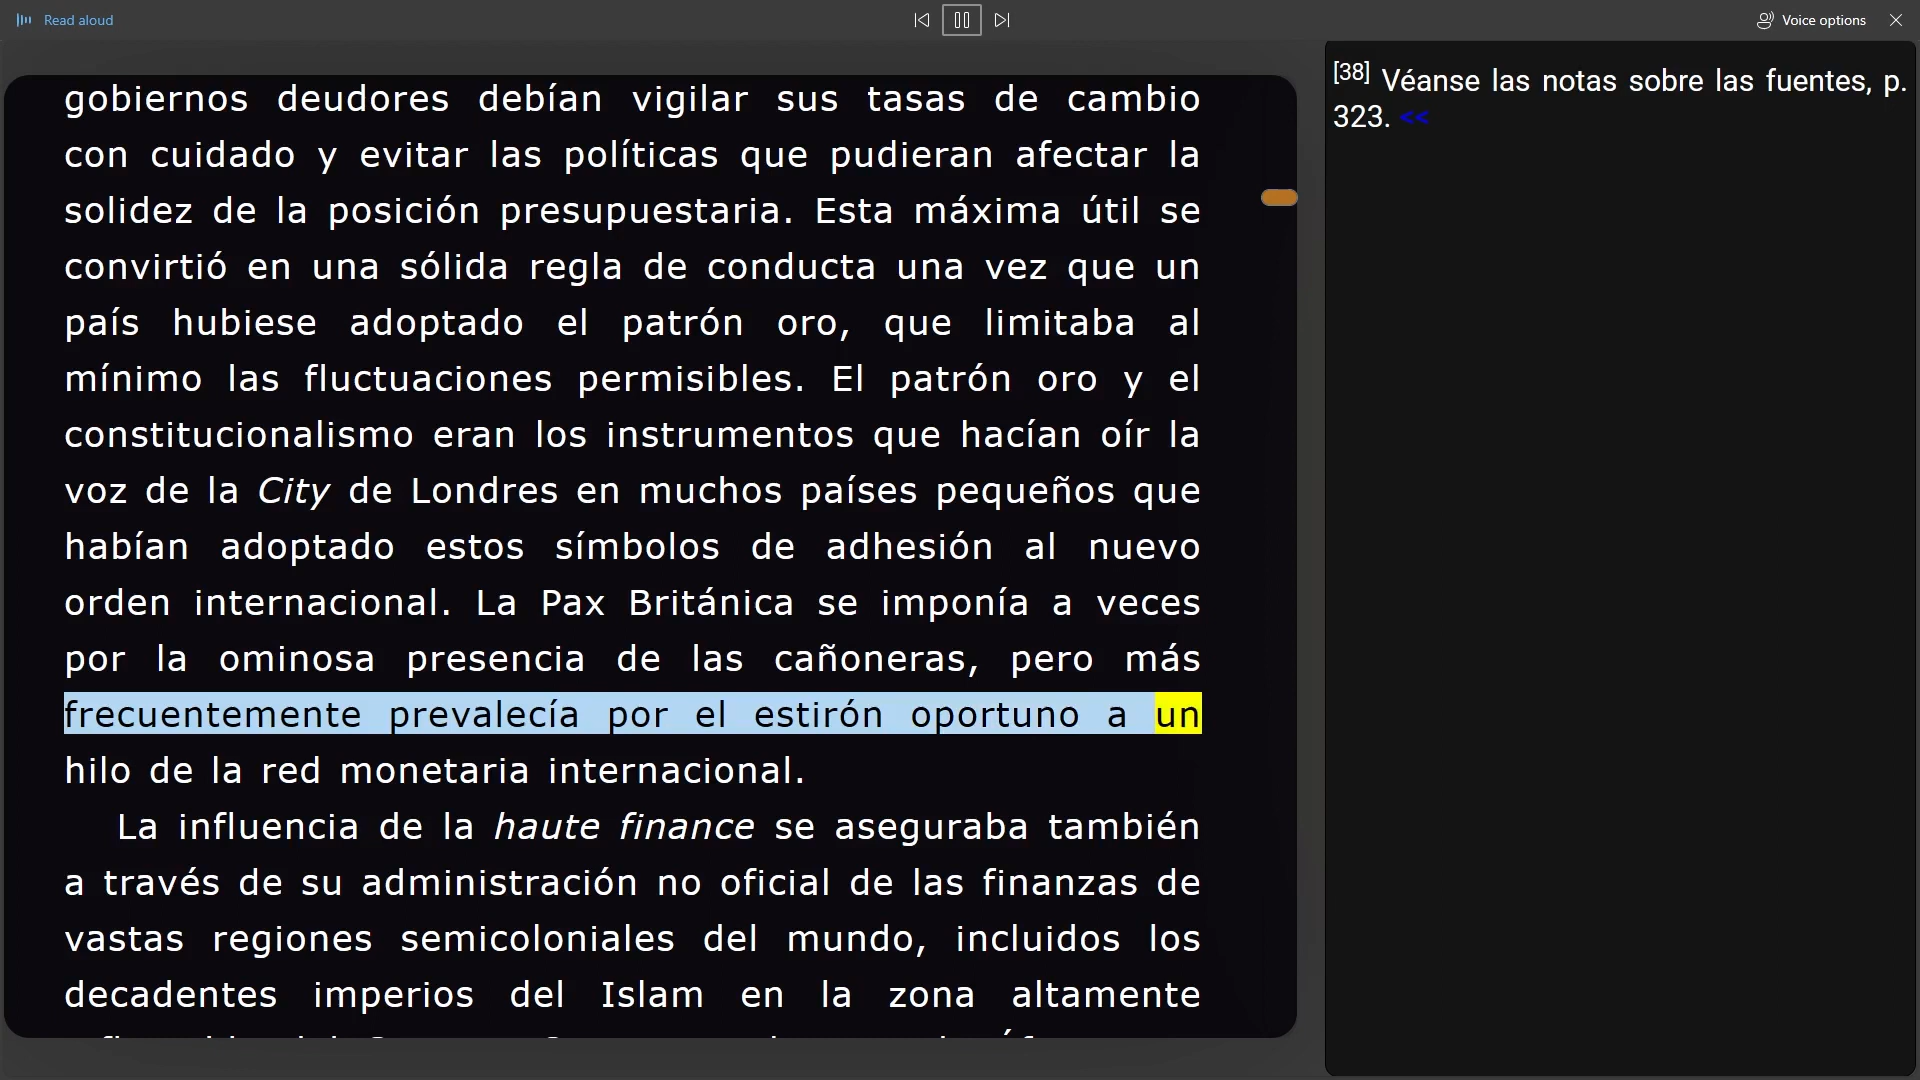 Read aloud
Voice options
gobiernos deudores debían vigilar sus tasas de cambio
con cuidado y evitar las políticas que pudieran afectar la
solidez de la posición presupuestaria. Esta máxima útil se
convirtió en una sólida regla de conducta una vez que un
país hubiese adoptado el patrón oro, que limitaba al
mínimo las fluctuaciones permisibles. El patrón oro y el
constitucionalismo eran los instrumentos que hacían oír la
voz de la City de Londres en muchos países pequeños que
habían adoptado estos símbolos de adhesión al nuevo
orden internacional. La Pax Británica se imponía a veces
por la ominosa presencia de las cañoneras, pero más
frecuentemente prevalecía por el estirón oportuno a un
hilo de la red monetaria internacional.
La influencia de la haute finance se aseguraba también
a través de su administración no oficial de las finanzas de
vastas regiones semicoloniales del mundo, incluidos los
decadentes imperios del Islam en la zona altamente
[38] Véanse las notas sobre las fuentes, p.
323. <<